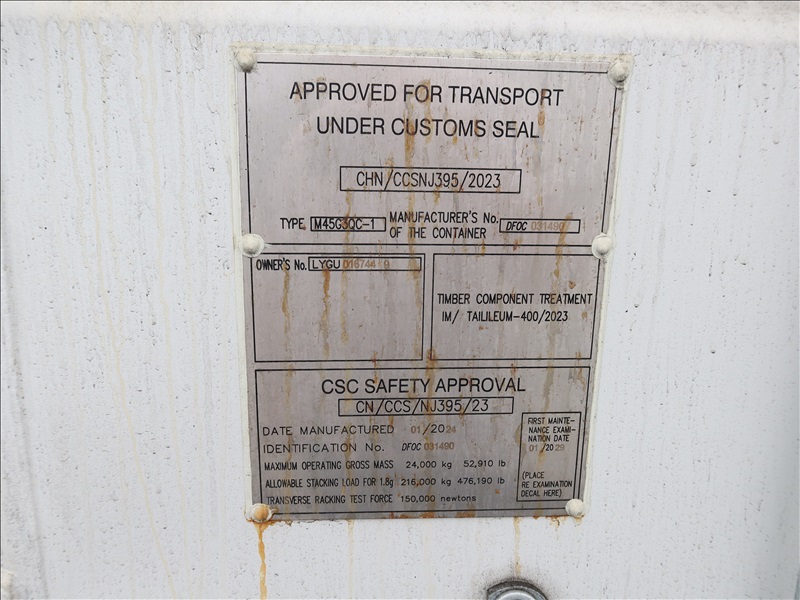 APPROVED FOR TRANSPORT
UNDER CUSTOMS SEAL
CHN/CCSNJ395/2023
TYPE M45G3QC-1 MANUFACTURER'S No. OF THE CONTAINER DFOC 031490
OWNER'S No. LYGU 016744 9
TIMBER COMPONENT TREATMENT
IM/ TAILILEUM-400/2023
CSC SAFETY APPROVAL
CN/CCS/NJ395/23
DATE MANUFACTURED 01/2024
IDENTIFICATION No. DFOC 031490
MAXIMUM OPERATING GROSS MASS 24,000 kg 52,910 lb
ALLOWABLE STACKING LOAD FOR 1.8g 216,000 kg 476,190 lb
TRANSVERSE RACKING TEST FORCE 150,000 newtons
FIRST MAINTE-
NANCE EXAMI-
NATION DATE
01/2029
(PLACE
RE EXAMINATION
DECAL HERE)